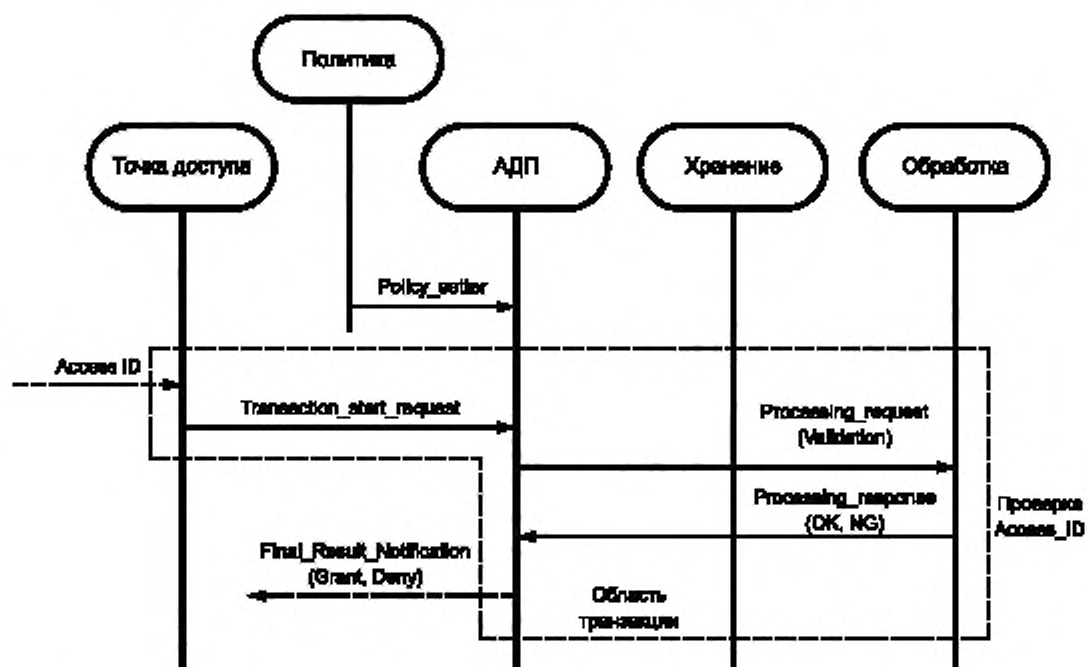 Политика
Точка доступа
АДП
Хранение
Обработка
Policy_setter
Access ID
Transaction_start_request
Processing_request
(Validation)
Processing_response
(OK, NG)
Проверка
Access_ID
Final_Result_Notification
(Grant, Deny)
Область
транзакции